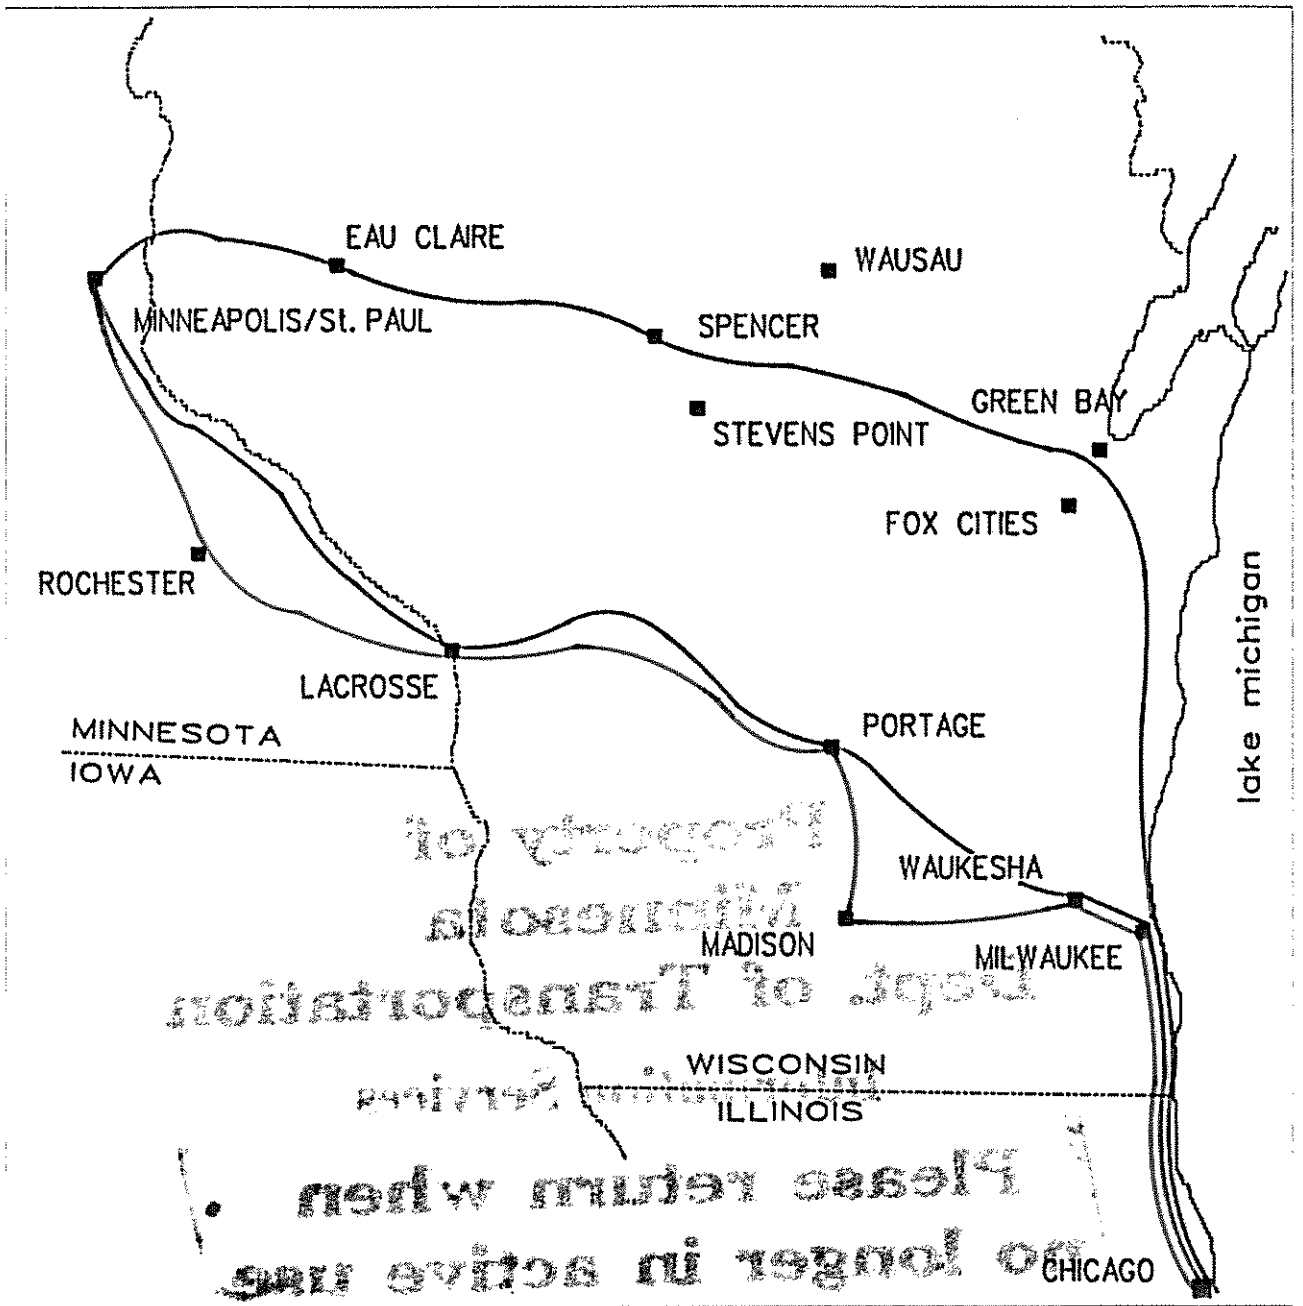 EAU CLAIRE
WAUSAU
MINNEAPOLIS/St. PAUL
SPENCER
GREEN BAY
STEVENS POINT
FOX CITIES
ROCHESTER
lake michigan
LACROSSE
MINNESOTA
PORTAGE
IOWA
Property of
WAUKESHA
Minnesota
MADISON
MILWAUKEE
Dept. of Transportation
WISCONSIN
Information Services
ILLINOIS
Please return when
no longer in active use
CHICAGO